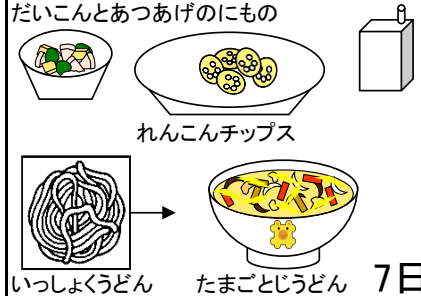 だいこんとあつあげのにもの
れんこんチップス
いっしょくうどん
たまごとじうどん
7日